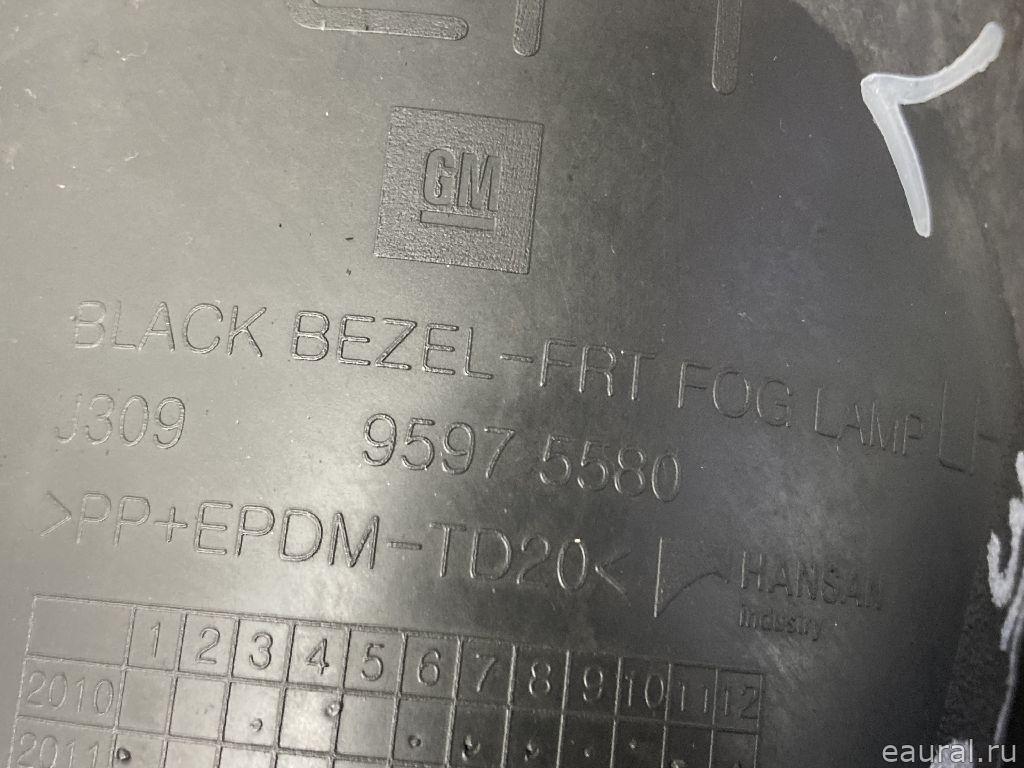 GM
BLACK BEZEL-FRT FOG LAMP LH
J309 9597 5580
>PP+EPDM-TD20< HANSAN
Industry
1 2 3 4 5 6 7 8 9 10 11 12
2010
2011
eaural.ru